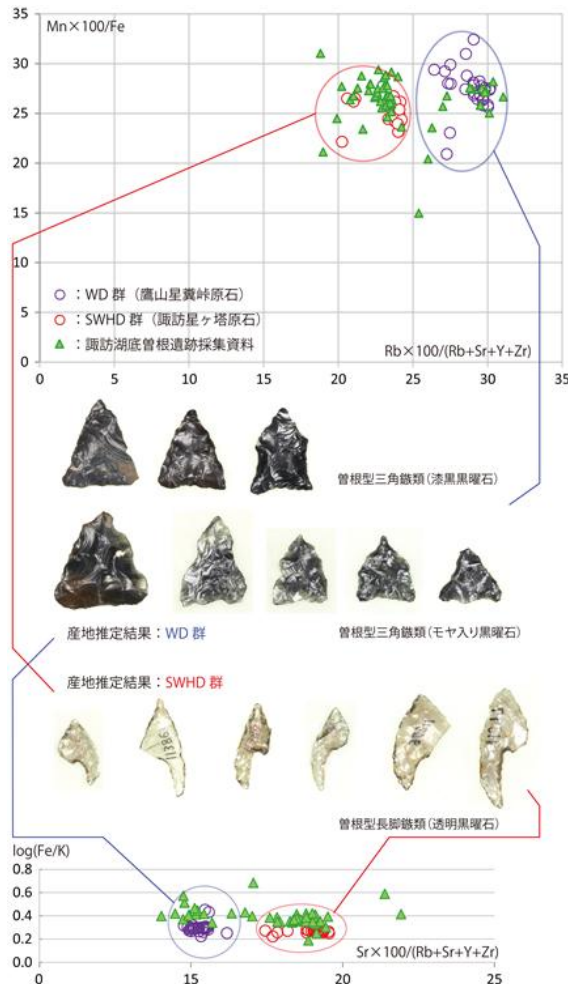 Mn×100/Fe
35
30
25
20
15
10
5
0
○：WD 群（鷹山星糞峠原石）
○：SWHD 群（諏訪星ヶ塔原石）
▲：諏訪湖底曽根遺跡採集資料
Rb×100/(Rb+Sr+Y+Zr)
0 5 10 15 20 25 30 35
曽根型三角鏃類（漆黒黒曜石）
産地推定結果：WD 群
曽根型三角鏃類（モヤ入り黒曜石）
産地推定結果：SWHD 群
11386
曽根型長脚鏃類（透明黒曜石）
log(Fe/K)
0.8
0.6
0.4
0.2
0.0
Sr×100/(Rb+Sr+Y+Zr)
0 15 20 25